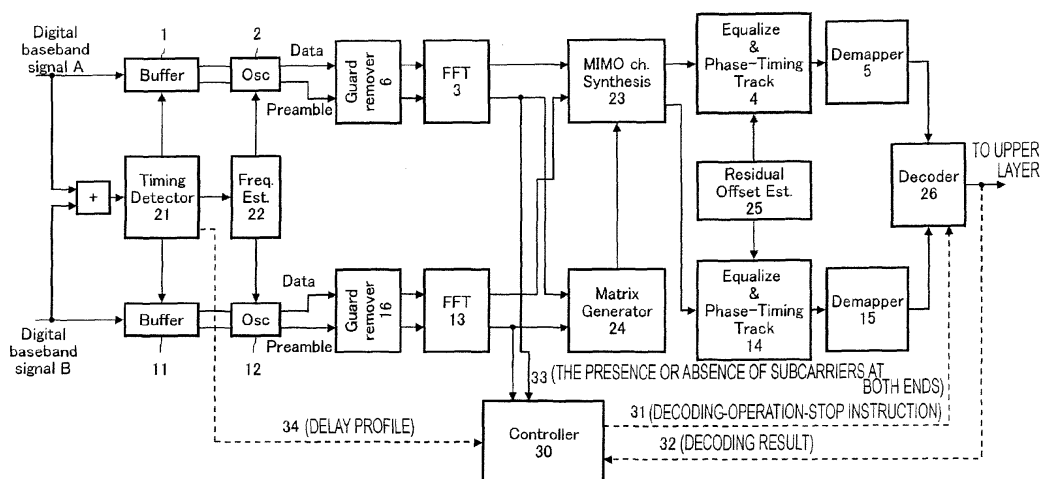 Digital
baseband
signal A
1
Buffer
2
Osc
Data
Preamble
Guard
remover
6
FFT
3
MIMO ch.
Synthesis
23
Equalize
&
Phase-Timing
Track
4
Demapper
5
+
Timing
Detector
21
Freq.
Est.
22
Residual
Offset Est.
25
Decoder
26
TO UPPER
LAYER
Digital
baseband
signal B
Buffer
11
Osc
12
Data
Preamble
Guard
remover
16
FFT
13
Matrix
Generator
24
Equalize
&
Phase-Timing
Track
14
Demapper
15
33 (THE PRESENCE OR ABSENCE OF SUBCARRIERS AT
BOTH ENDS)
31 (DECODING-OPERATION-STOP INSTRUCTION)
32 (DECODING RESULT)
34 (DELAY PROFILE)
Controller
30